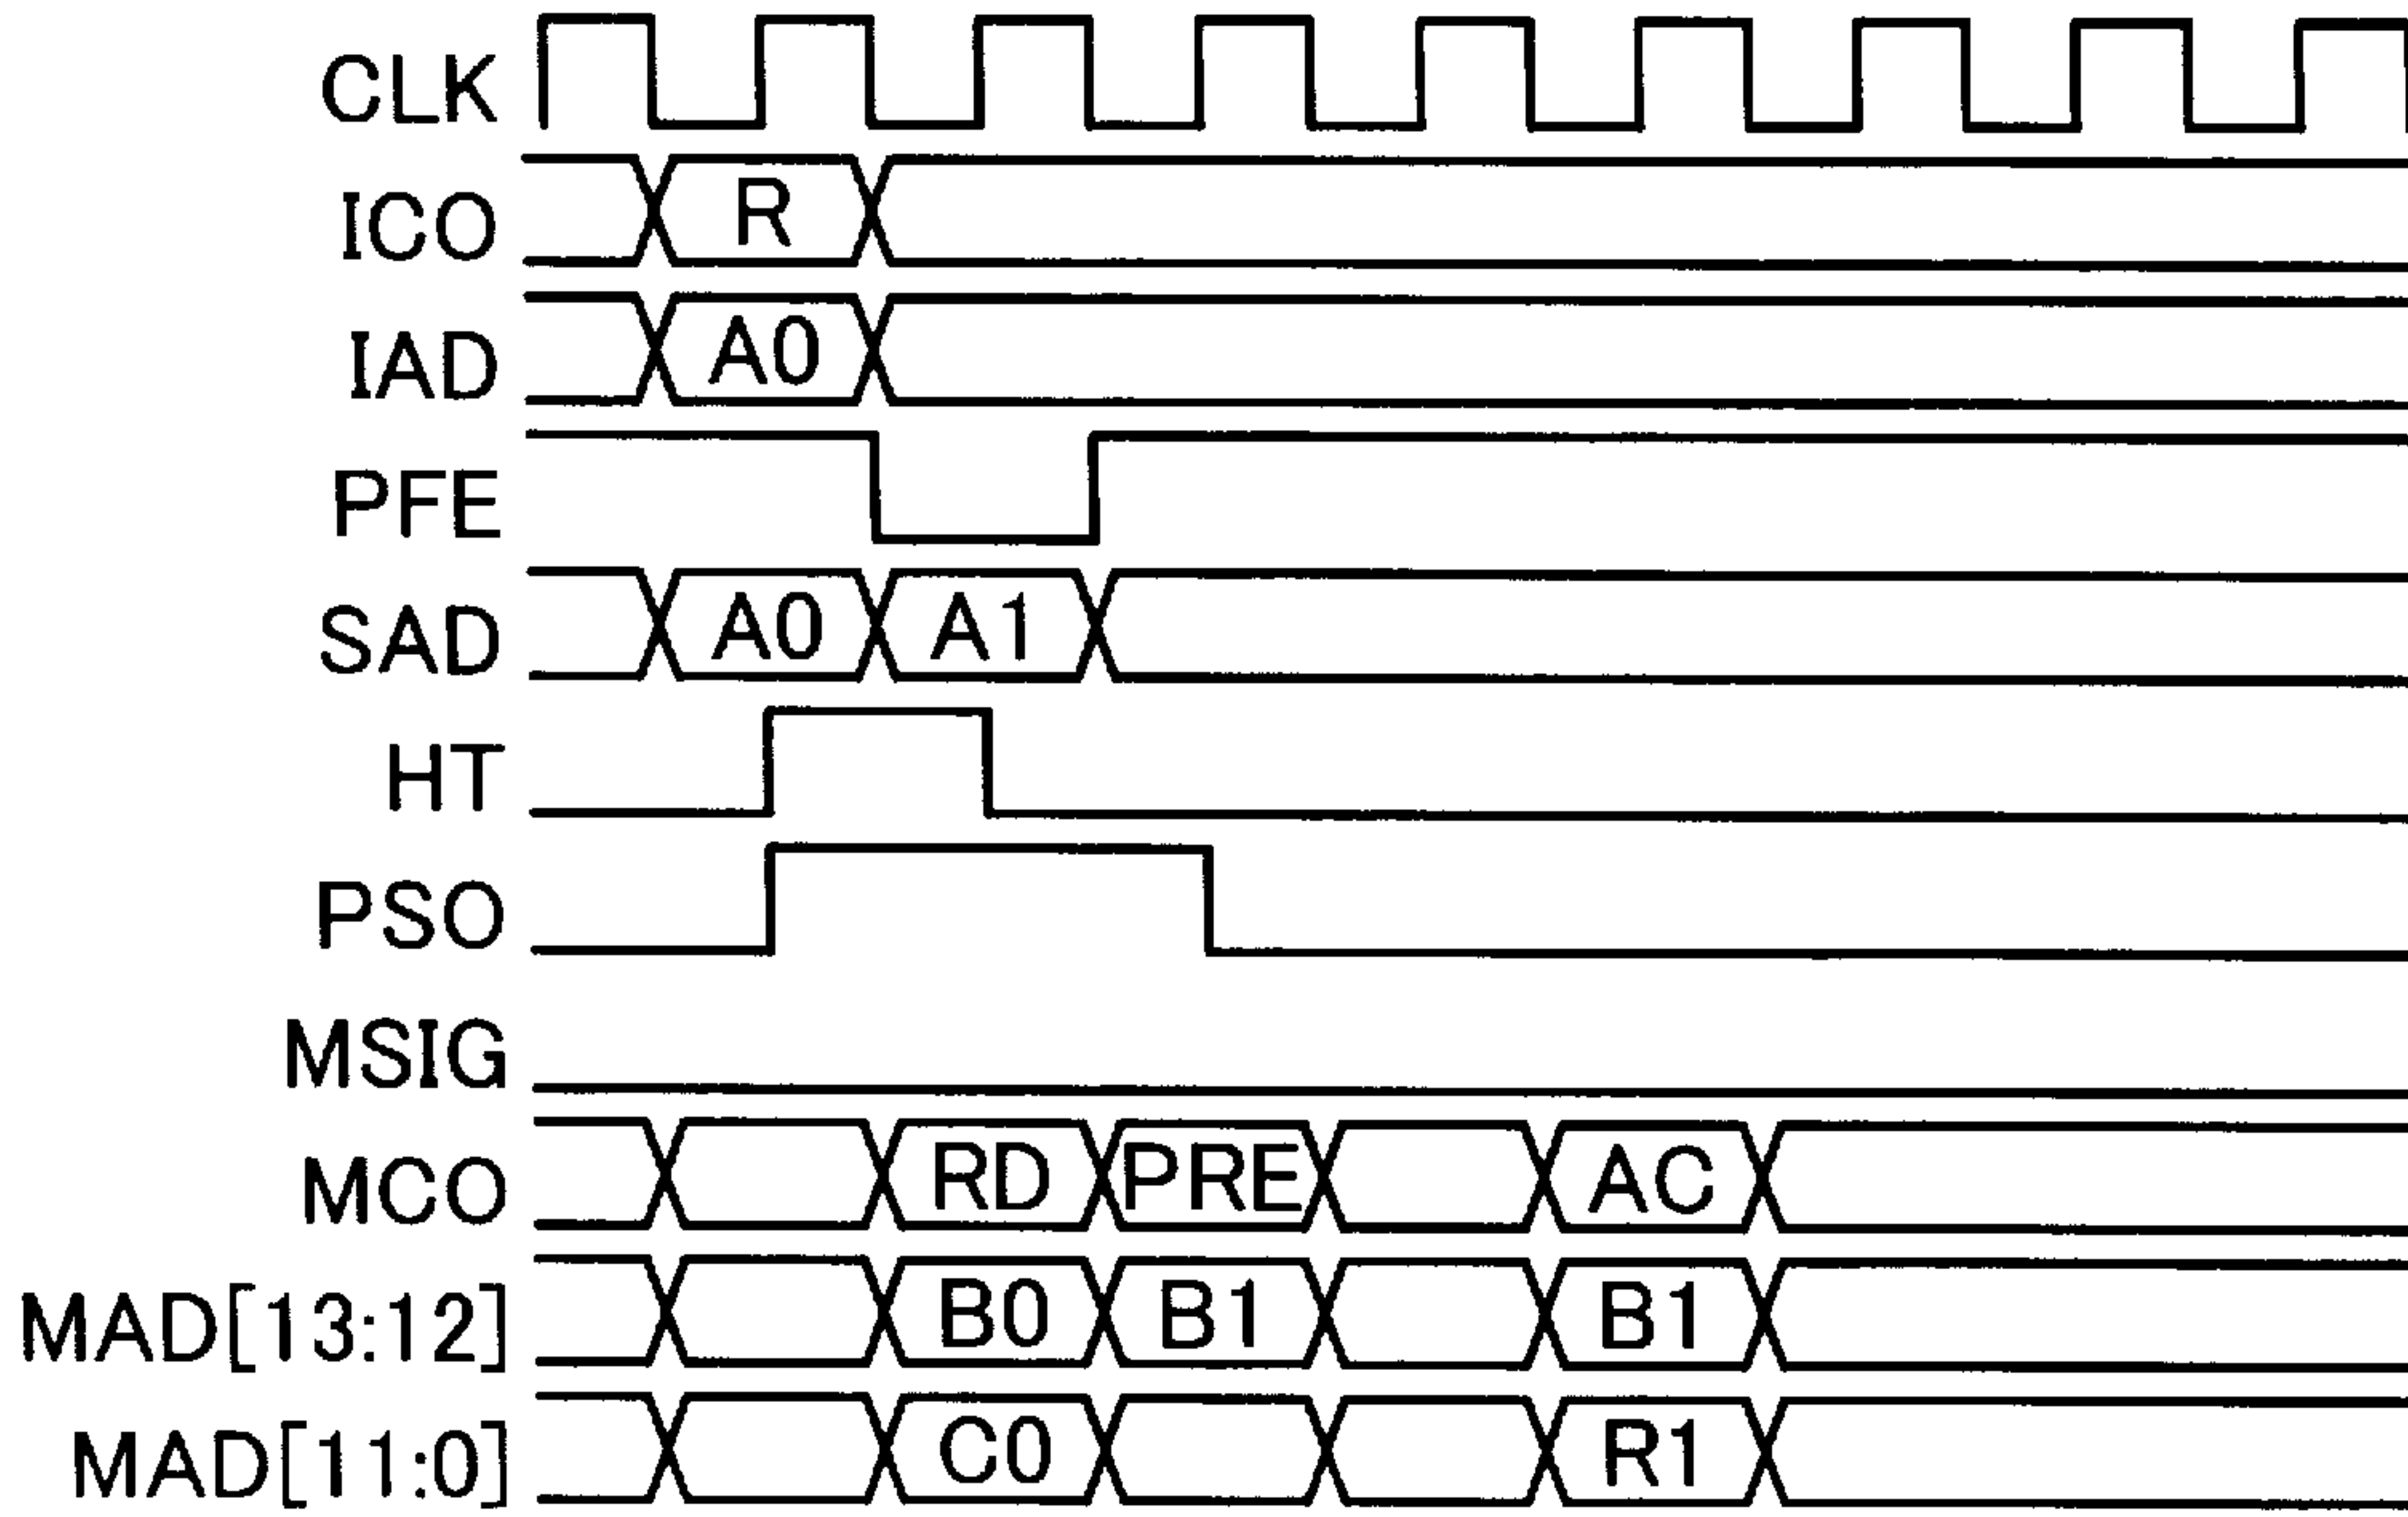 CLK
ICO R
IAD A0
PFE
SAD A0 A1
HT
PSO
MSIG
MCO RD PRE AC
MAD[13:12] B0 B1 B1
MAD[11:0] C0 R1